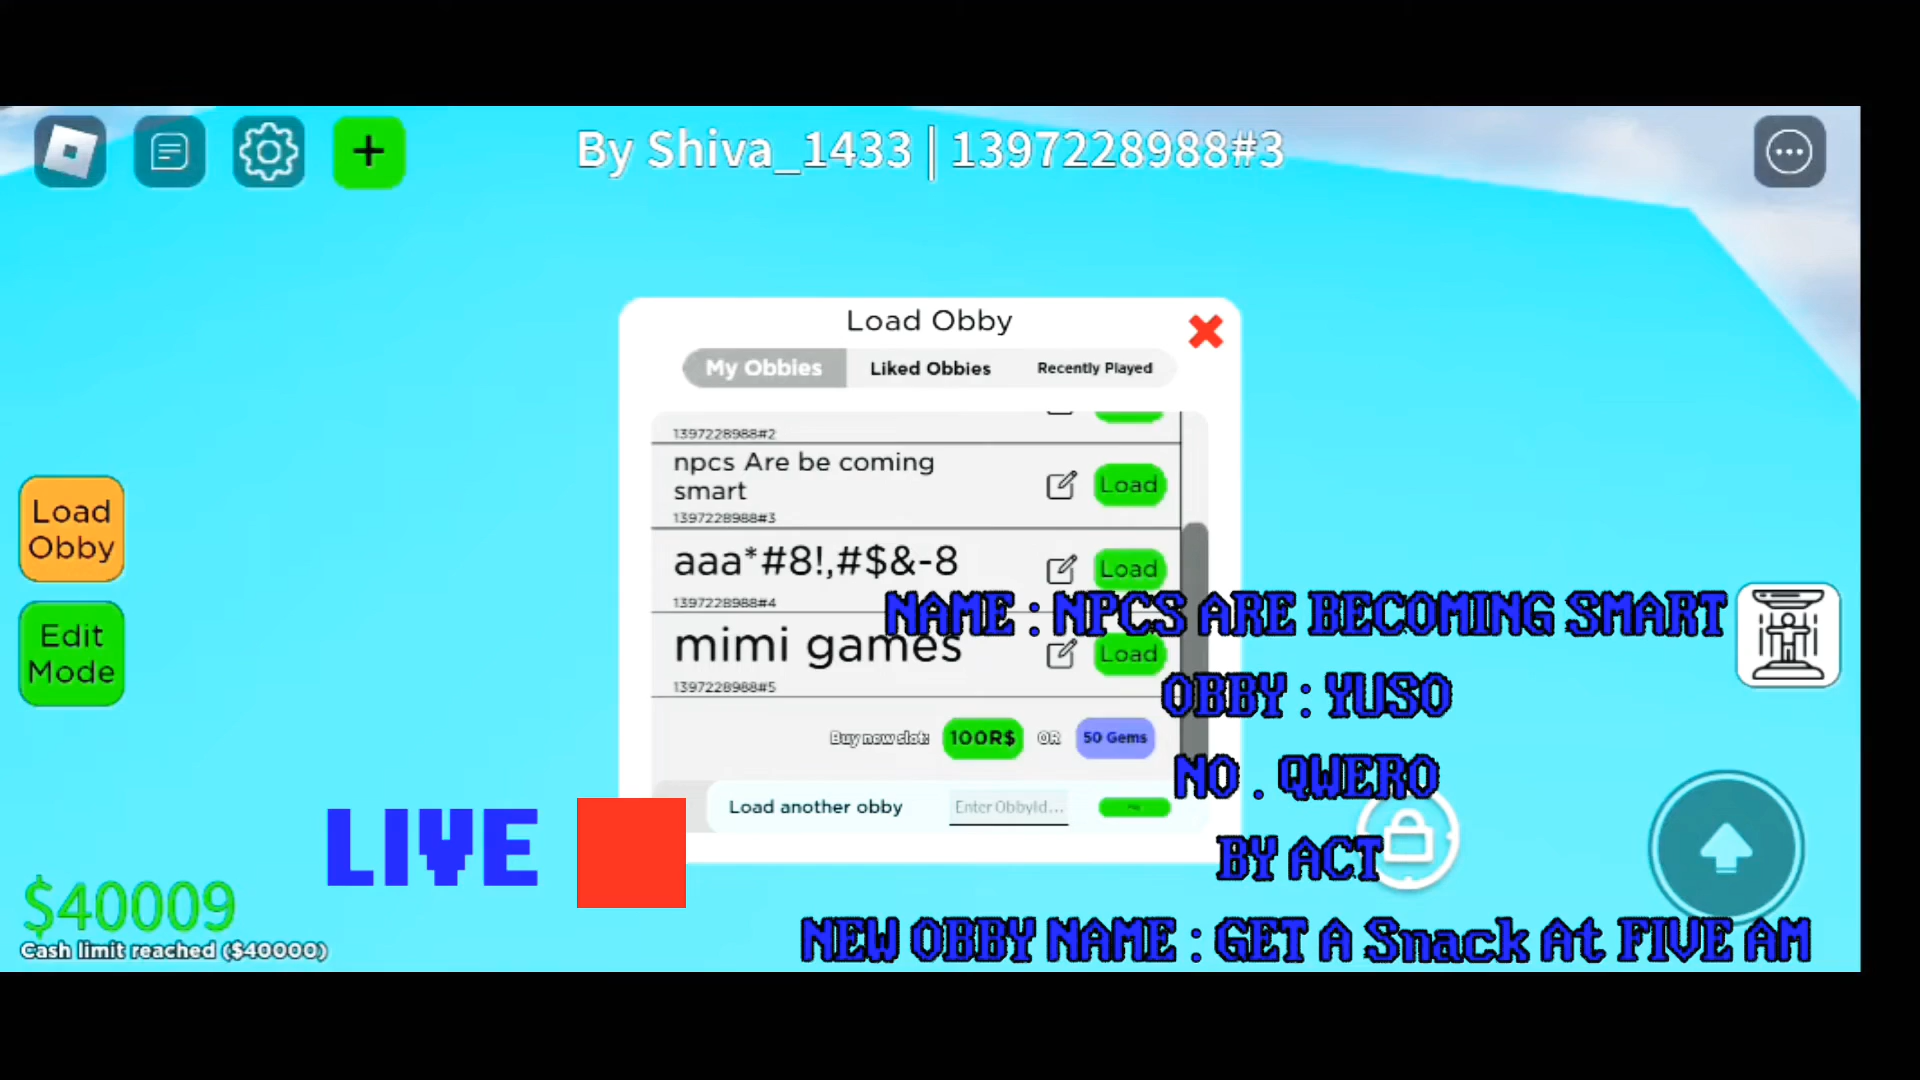 By Shiva_1433 | 1397228988#3
Load Obby
My Obbies
Liked Obbies
Recently Played
1397228988#2
npcs Are be coming
smart
Load
1397228988#3
aaa*#8!,#$&-8
Load
1397228988#4
mimi games
Load
1397228988#5
Buy new slot:
100R$
OR
50 Gems
Load another obby
Enter ObbyId...
Load
Obby
Edit
Mode
NAME : NPCS ARE BECOMING SMART
OBBY : YUSO
NO . QWERO
BY ACT
NEW OBBY NAME : GET A Snack At FIVE AM
LIVE
$40009
Cash limit reached ($40000)